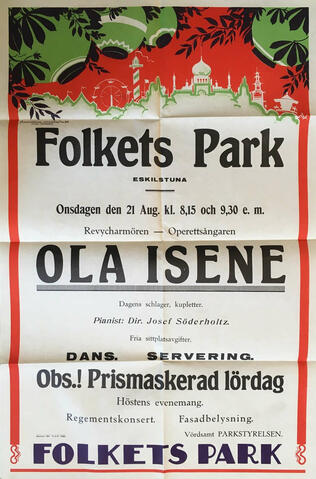 Folkets Park
ESKILSTUNA
Onsdagen den 21 Aug. kl. 8,15 och 9,30 e. m.
Revycharmören — Operettsångaren
OLA ISENE
Dagens schlager, kupletter.
Pianist: Dir. Josef Söderholtz.
Fria sittplatsavgifter.
DANS. SERVERING.
Obs.! Prismaskerad lördag
Höstens evenemang.
Regementskonsert. Fasadbelysning.
Vördsamt PARKSTYRELSEN.
FOLKETS PARK